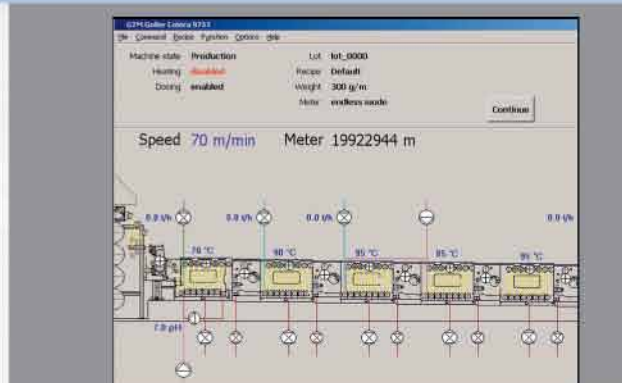 File Command Recipe Function Options Help
Machine state Production Lot lot_0000
Heating disabled Recipe Default
Dosing enabled Weight 300 g/m
Meter endless mode
Continue
Speed 70 m/min Meter 19922944 m
0.0 l/h 0.0 l/h 0.0 l/h 0.0 l/h
70 °C 90 °C 95 °C 85 °C 95 °C
7.0 pH